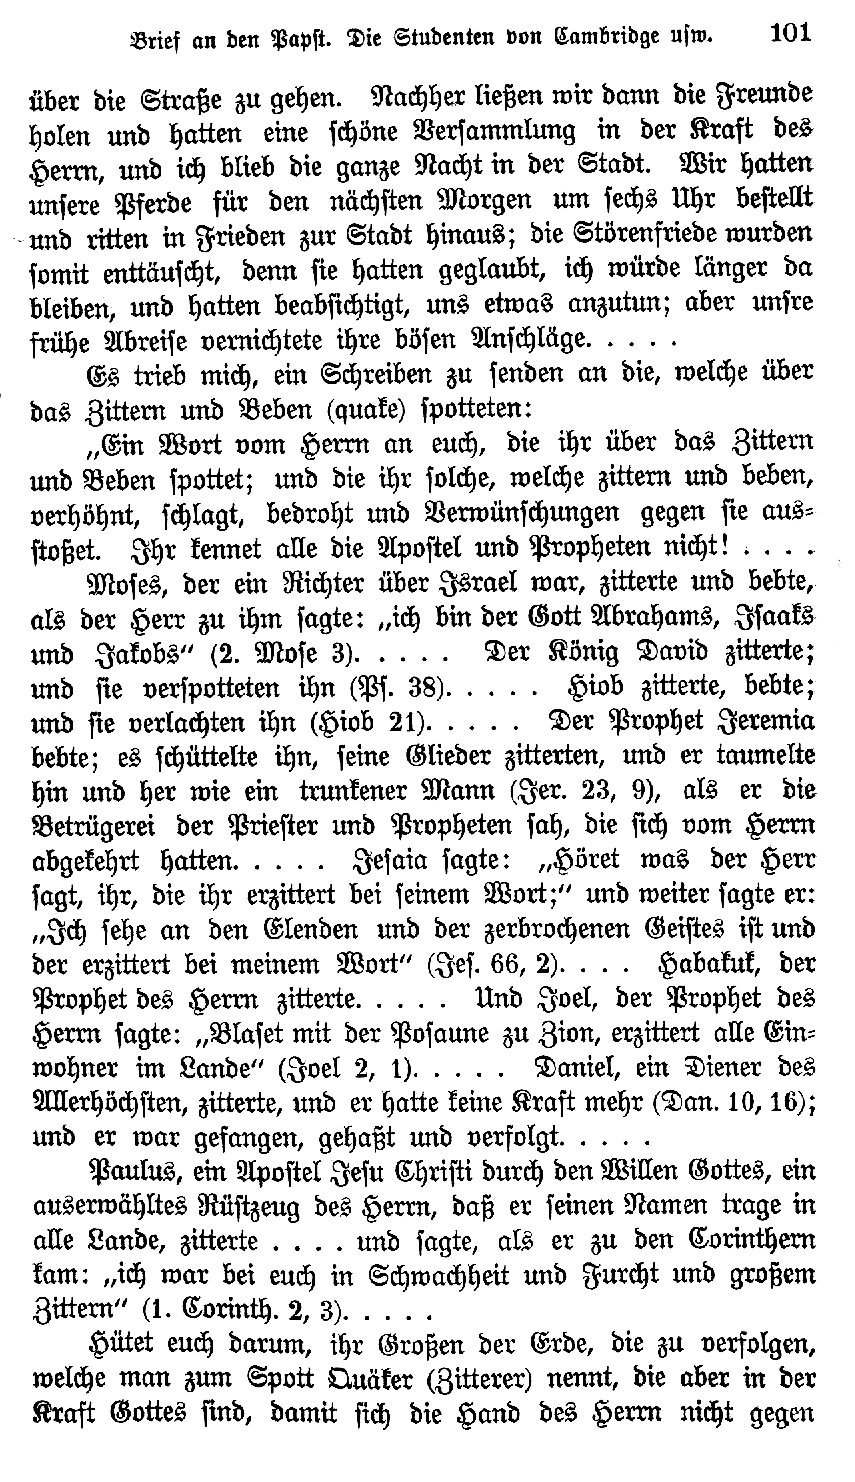 Brief an den Papst. Die Studenten von Cambridge usw. 101
über die Straße zu gehen. Nachher ließen wir dann die Freunde
holen und hatten eine schöne Versammlung in der Kraft des
Herrn, und ich blieb die ganze Nacht in der Stadt. Wir hatten
unsere Pferde für den nächsten Morgen um sechs Uhr bestellt
und ritten in Frieden zur Stadt hinaus; die Störenfriede wurden
somit enttäuscht, denn sie hatten geglaubt, ich würde länger da
bleiben, und hatten beabsichtigt, uns etwas anzutun; aber unsre
frühe Abreise vernichtete ihre bösen Anschläge. . . . .
Es trieb mich, ein Schreiben zu senden an die, welche über
das Zittern und Beben (quake) spotteten:
„Ein Wort vom Herrn an euch, die ihr über das Zittern
und Beben spottet; und die ihr solche, welche zittern und beben,
verhöhnt, schlagt, bedroht und Verwünschungen gegen sie aus-
stoßet. Ihr kennet alle die Apostel und Propheten nicht! . . . .
Moses, der ein Richter über Israel war, zitterte und bebte,
als der Herr zu ihm sagte: „ich bin der Gott Abrahams, Isaaks
und Jakobs“ (2. Mose 3). . . . . Der König David zitterte;
und sie verspotteten ihn (Ps. 38). . . . . Hiob zitterte, bebte;
und sie verlachten ihn (Hiob 21). . . . . Der Prophet Jeremia
bebte; es schüttelte ihn, seine Glieder zitterten, und er taumelte
hin und her wie ein trunkener Mann (Jer. 23, 9), als er die
Betrügerei der Priester und Propheten sah, die sich vom Herrn
abgekehrt hatten. . . . . Jesaia sagte: „Höret was der Herr
sagt, ihr, die ihr erzittert bei seinem Wort;“ und weiter sagte er:
„Ich sehe an den Elenden und der zerbrochenen Geistes ist und
der erzittert bei meinem Wort“ (Jes. 66, 2). . . . Habakuk, der
Prophet des Herrn zitterte. . . . . Und Joel, der Prophet des
Herrn sagte: „Blaset mit der Posaune zu Zion, erzittert alle Ein-
wohner im Lande“ (Joel 2, 1). . . . . Daniel, ein Diener des
Allerhöchsten, zitterte, und er hatte keine Kraft mehr (Dan. 10, 16);
und er war gefangen, gehaßt und verfolgt. . . . .
Paulus, ein Apostel Jesu Christi durch den Willen Gottes, ein
auserwähltes Rüstzeug des Herrn, daß er seinen Namen trage in
alle Lande, zitterte . . . . und sagte, als er zu den Corinthern
kam: „ich war bei euch in Schwachheit und Furcht und großem
Zittern“ (1. Corinth. 2, 3). . . . .
Hütet euch darum, ihr Großen der Erde, die zu verfolgen,
welche man zum Spott Quäker (Zitterer) nennt, die aber in der
Kraft Gottes sind, damit sich die Hand des Herrn nicht gegen